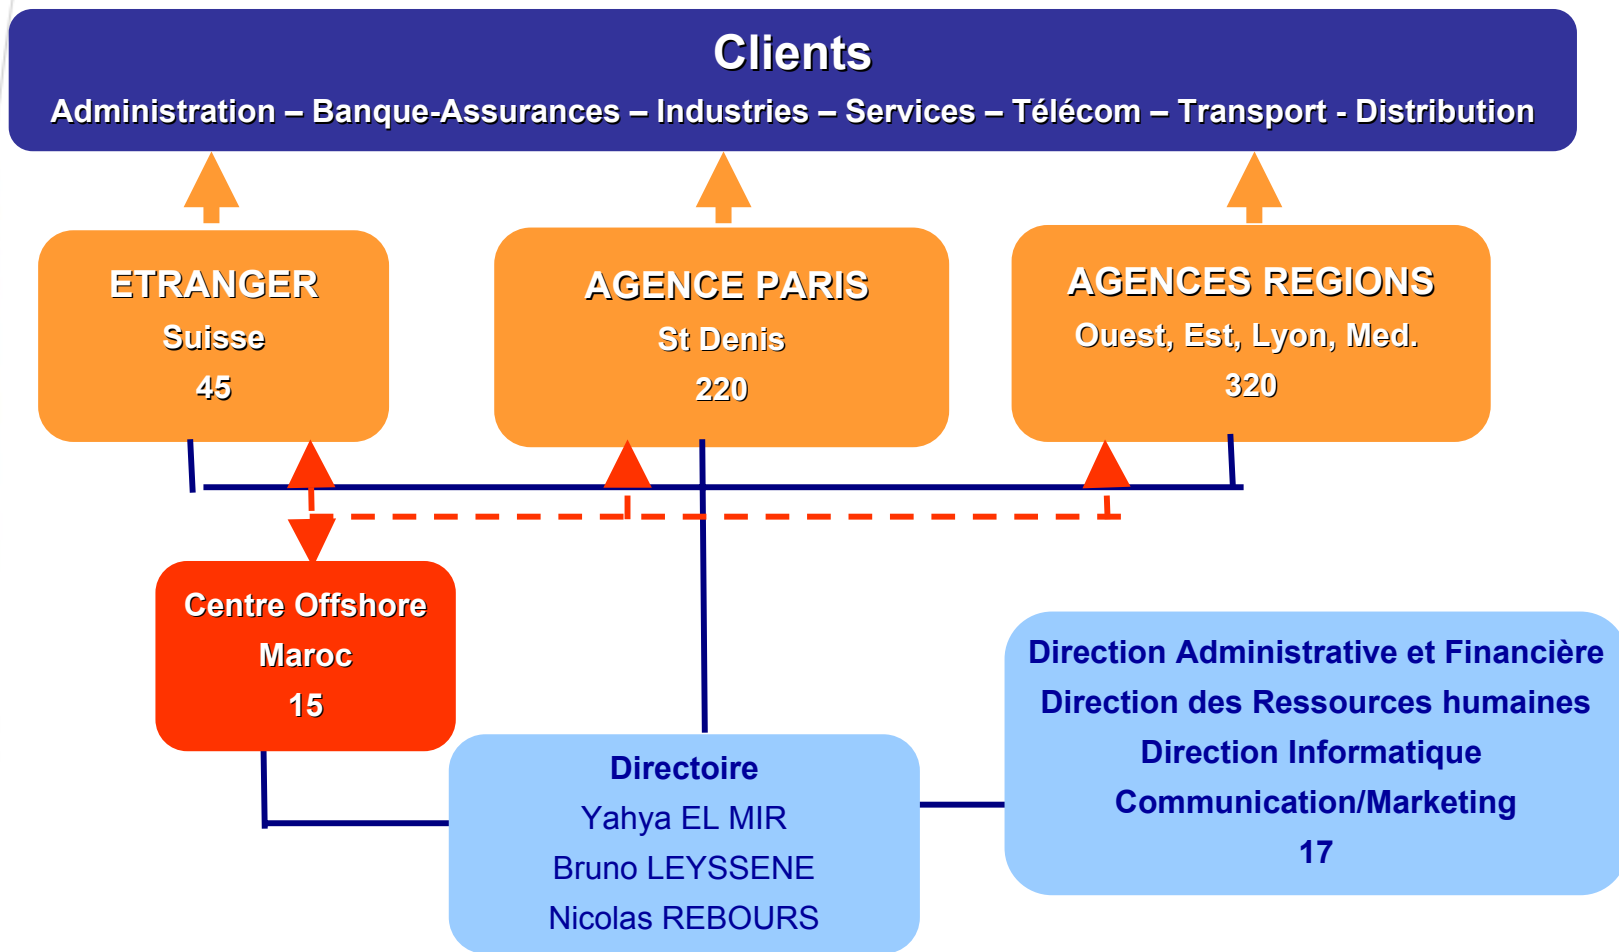 Clients
Administration – Banque-Assurances – Industries – Services – Télécom – Transport - Distribution
ETRANGER
Suisse
45
AGENCE PARIS
St Denis
220
AGENCES REGIONS
Ouest, Est, Lyon, Med.
320
Centre Offshore
Maroc
15
Directoire
Yahya EL MIR
Bruno LEYSSENE
Nicolas REBOURS
Direction Administrative et Financière
Direction des Ressources humaines
Direction Informatique
Communication/Marketing
17